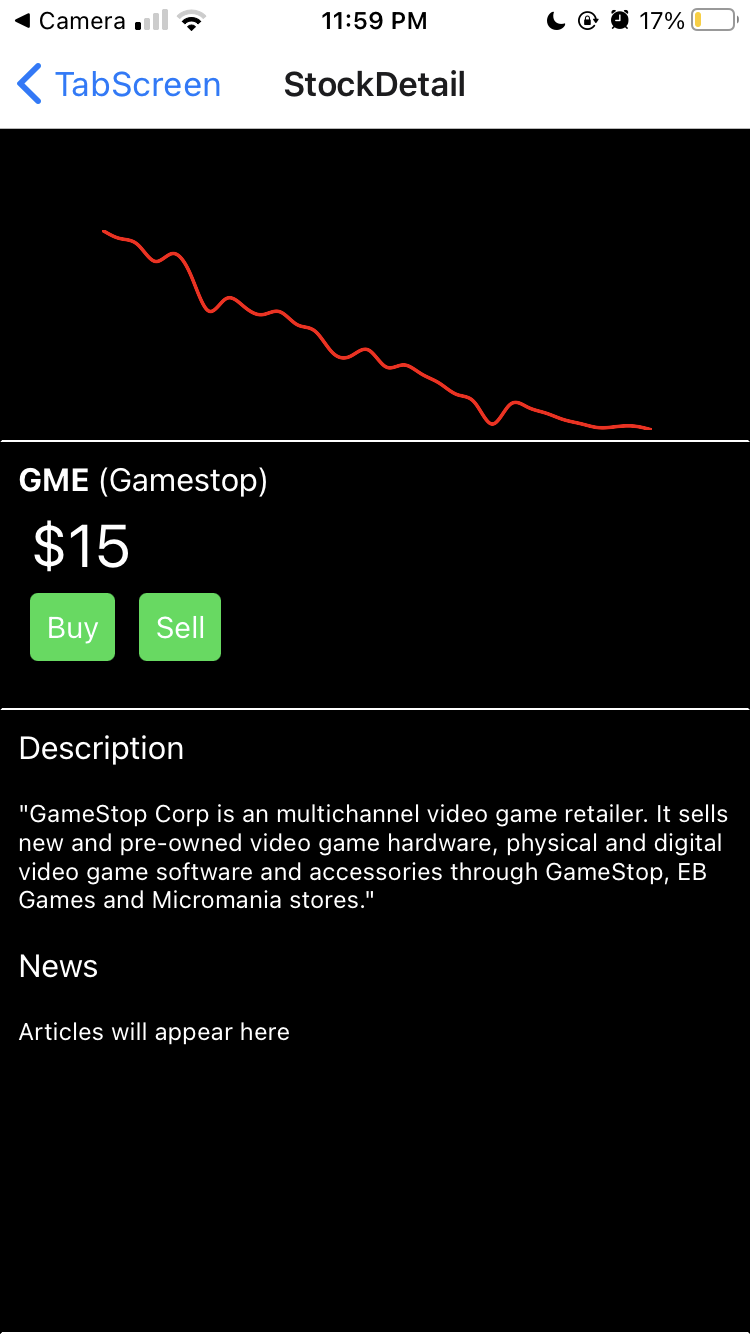 Camera 11:59 PM 17%
TabScreen StockDetail
GME (Gamestop)
$15
Buy Sell
Description
"GameStop Corp is an multichannel video game retailer. It sells
new and pre-owned video game hardware, physical and digital
video game software and accessories through GameStop, EB
Games and Micromania stores."
News
Articles will appear here